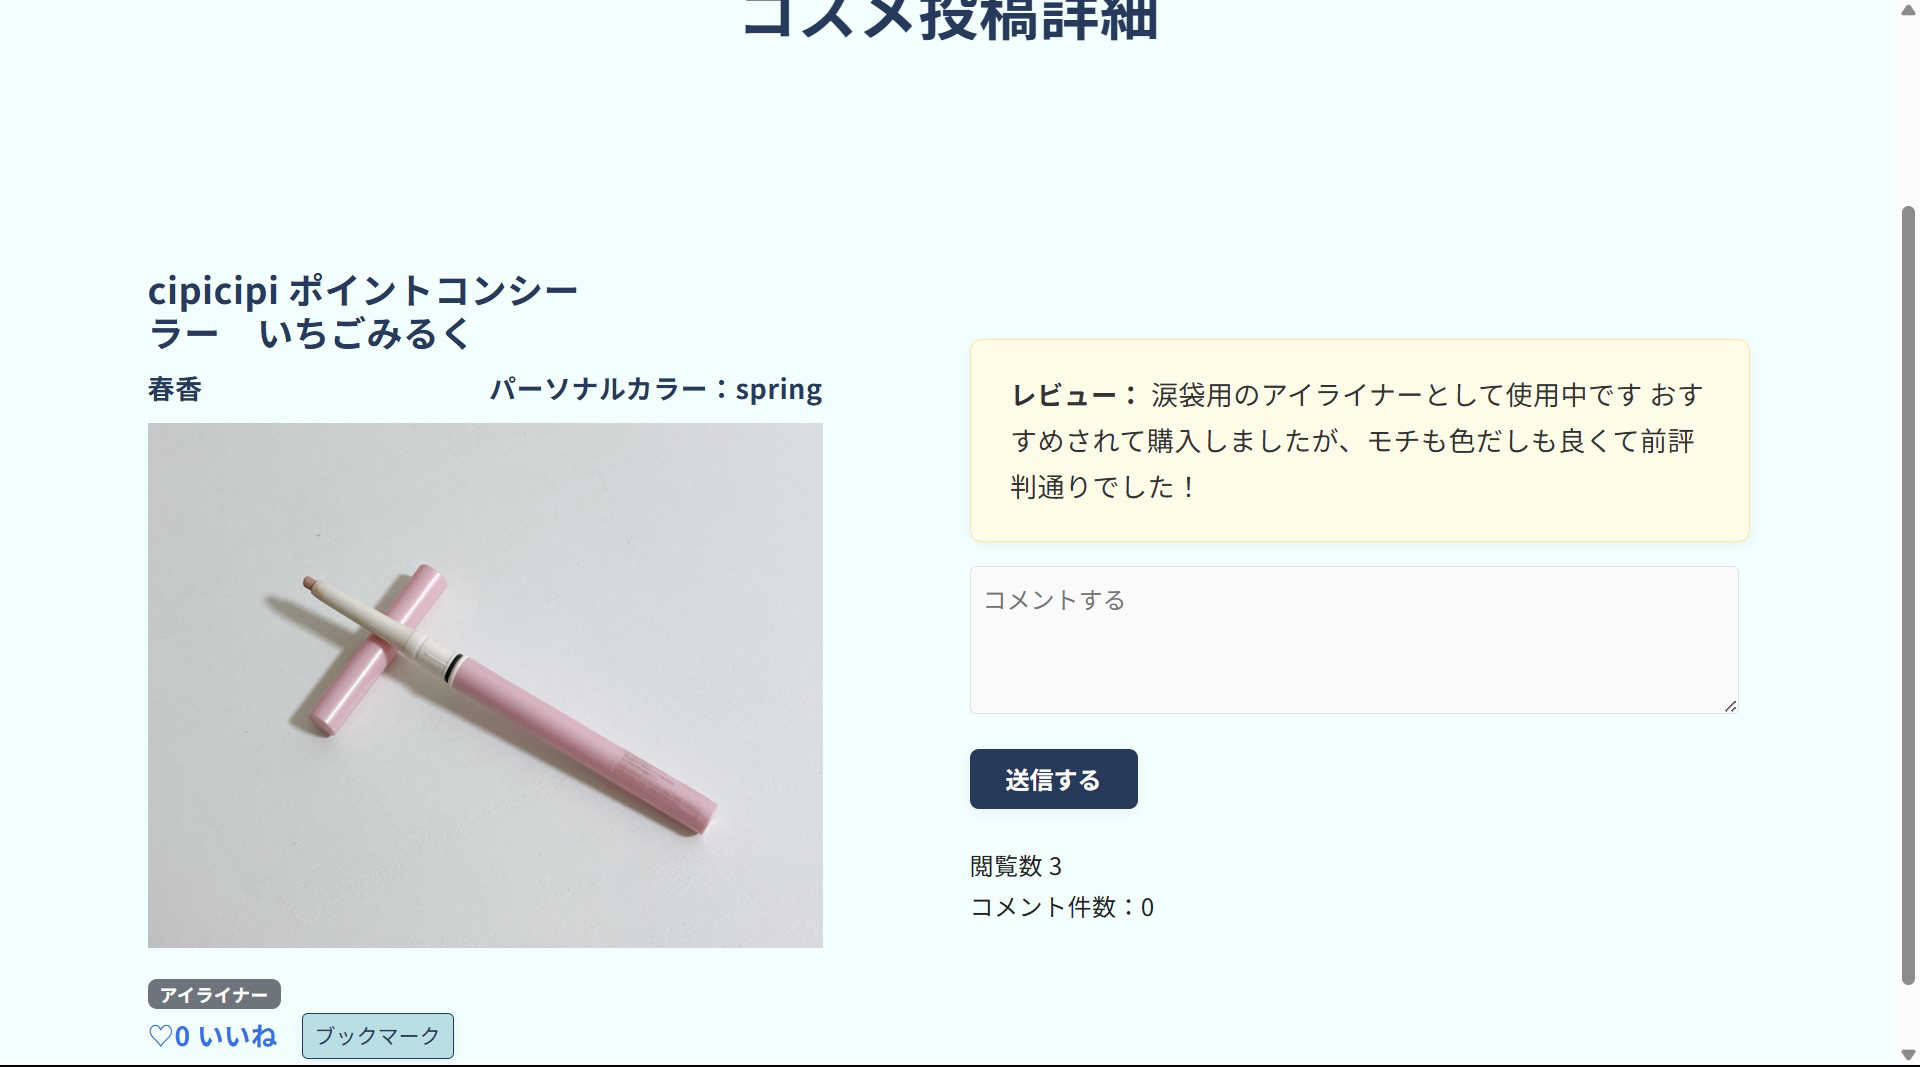 コスメ投稿詳細
cipicipi ポイントコンシー
ラー　いちごみるく
春香
パーソナルカラー：spring
アイライナー
♡0 いいね
ブックマーク
レビュー： 涙袋用のアイライナーとして使用中です おす
すめされて購入しましたが、モチも色だしも良くて前評
判通りでした！
コメントする
送信する
閲覧数 3
コメント件数：0